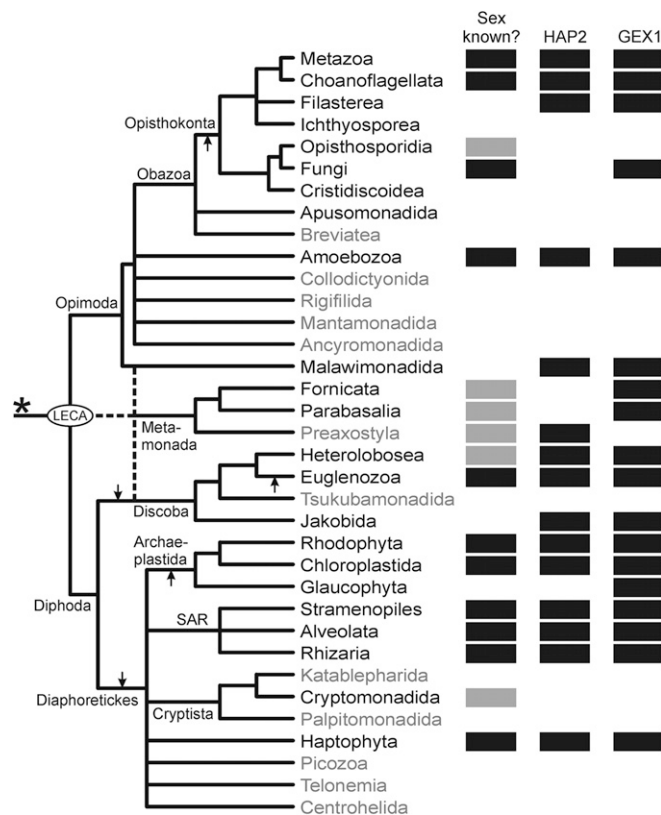 Sex
known?
HAP2
GEX1
Metazoa
Choanoflagellata
Filasterea
Opisthokonta
Ichthyosporea
Opisthosporidia
Obazoa
Fungi
Cristidiscoidea
Apusomonadida
Breviatea
Amoebozoa
Collodictyonida
Opimoda
Rigifilida
Mantamonadida
Ancyromonadida
Malawimonadida
Fornicata
*
LECA
Meta-
monada
Parabasalia
Preaxostyla
Heterolobosea
Euglenozoa
Discoba
Tsukubamonadida
Jakobida
Archae-
plastida
Rhodophyta
Chloroplastida
Glaucophyta
Diphoda
Stramenopiles
SAR
Alveolata
Rhizaria
Diaphoretickes
Katablepharida
Cryptomonadida
Cryptista
Palpitomonadida
Haptophyta
Picozoa
Telonemia
Centrohelida